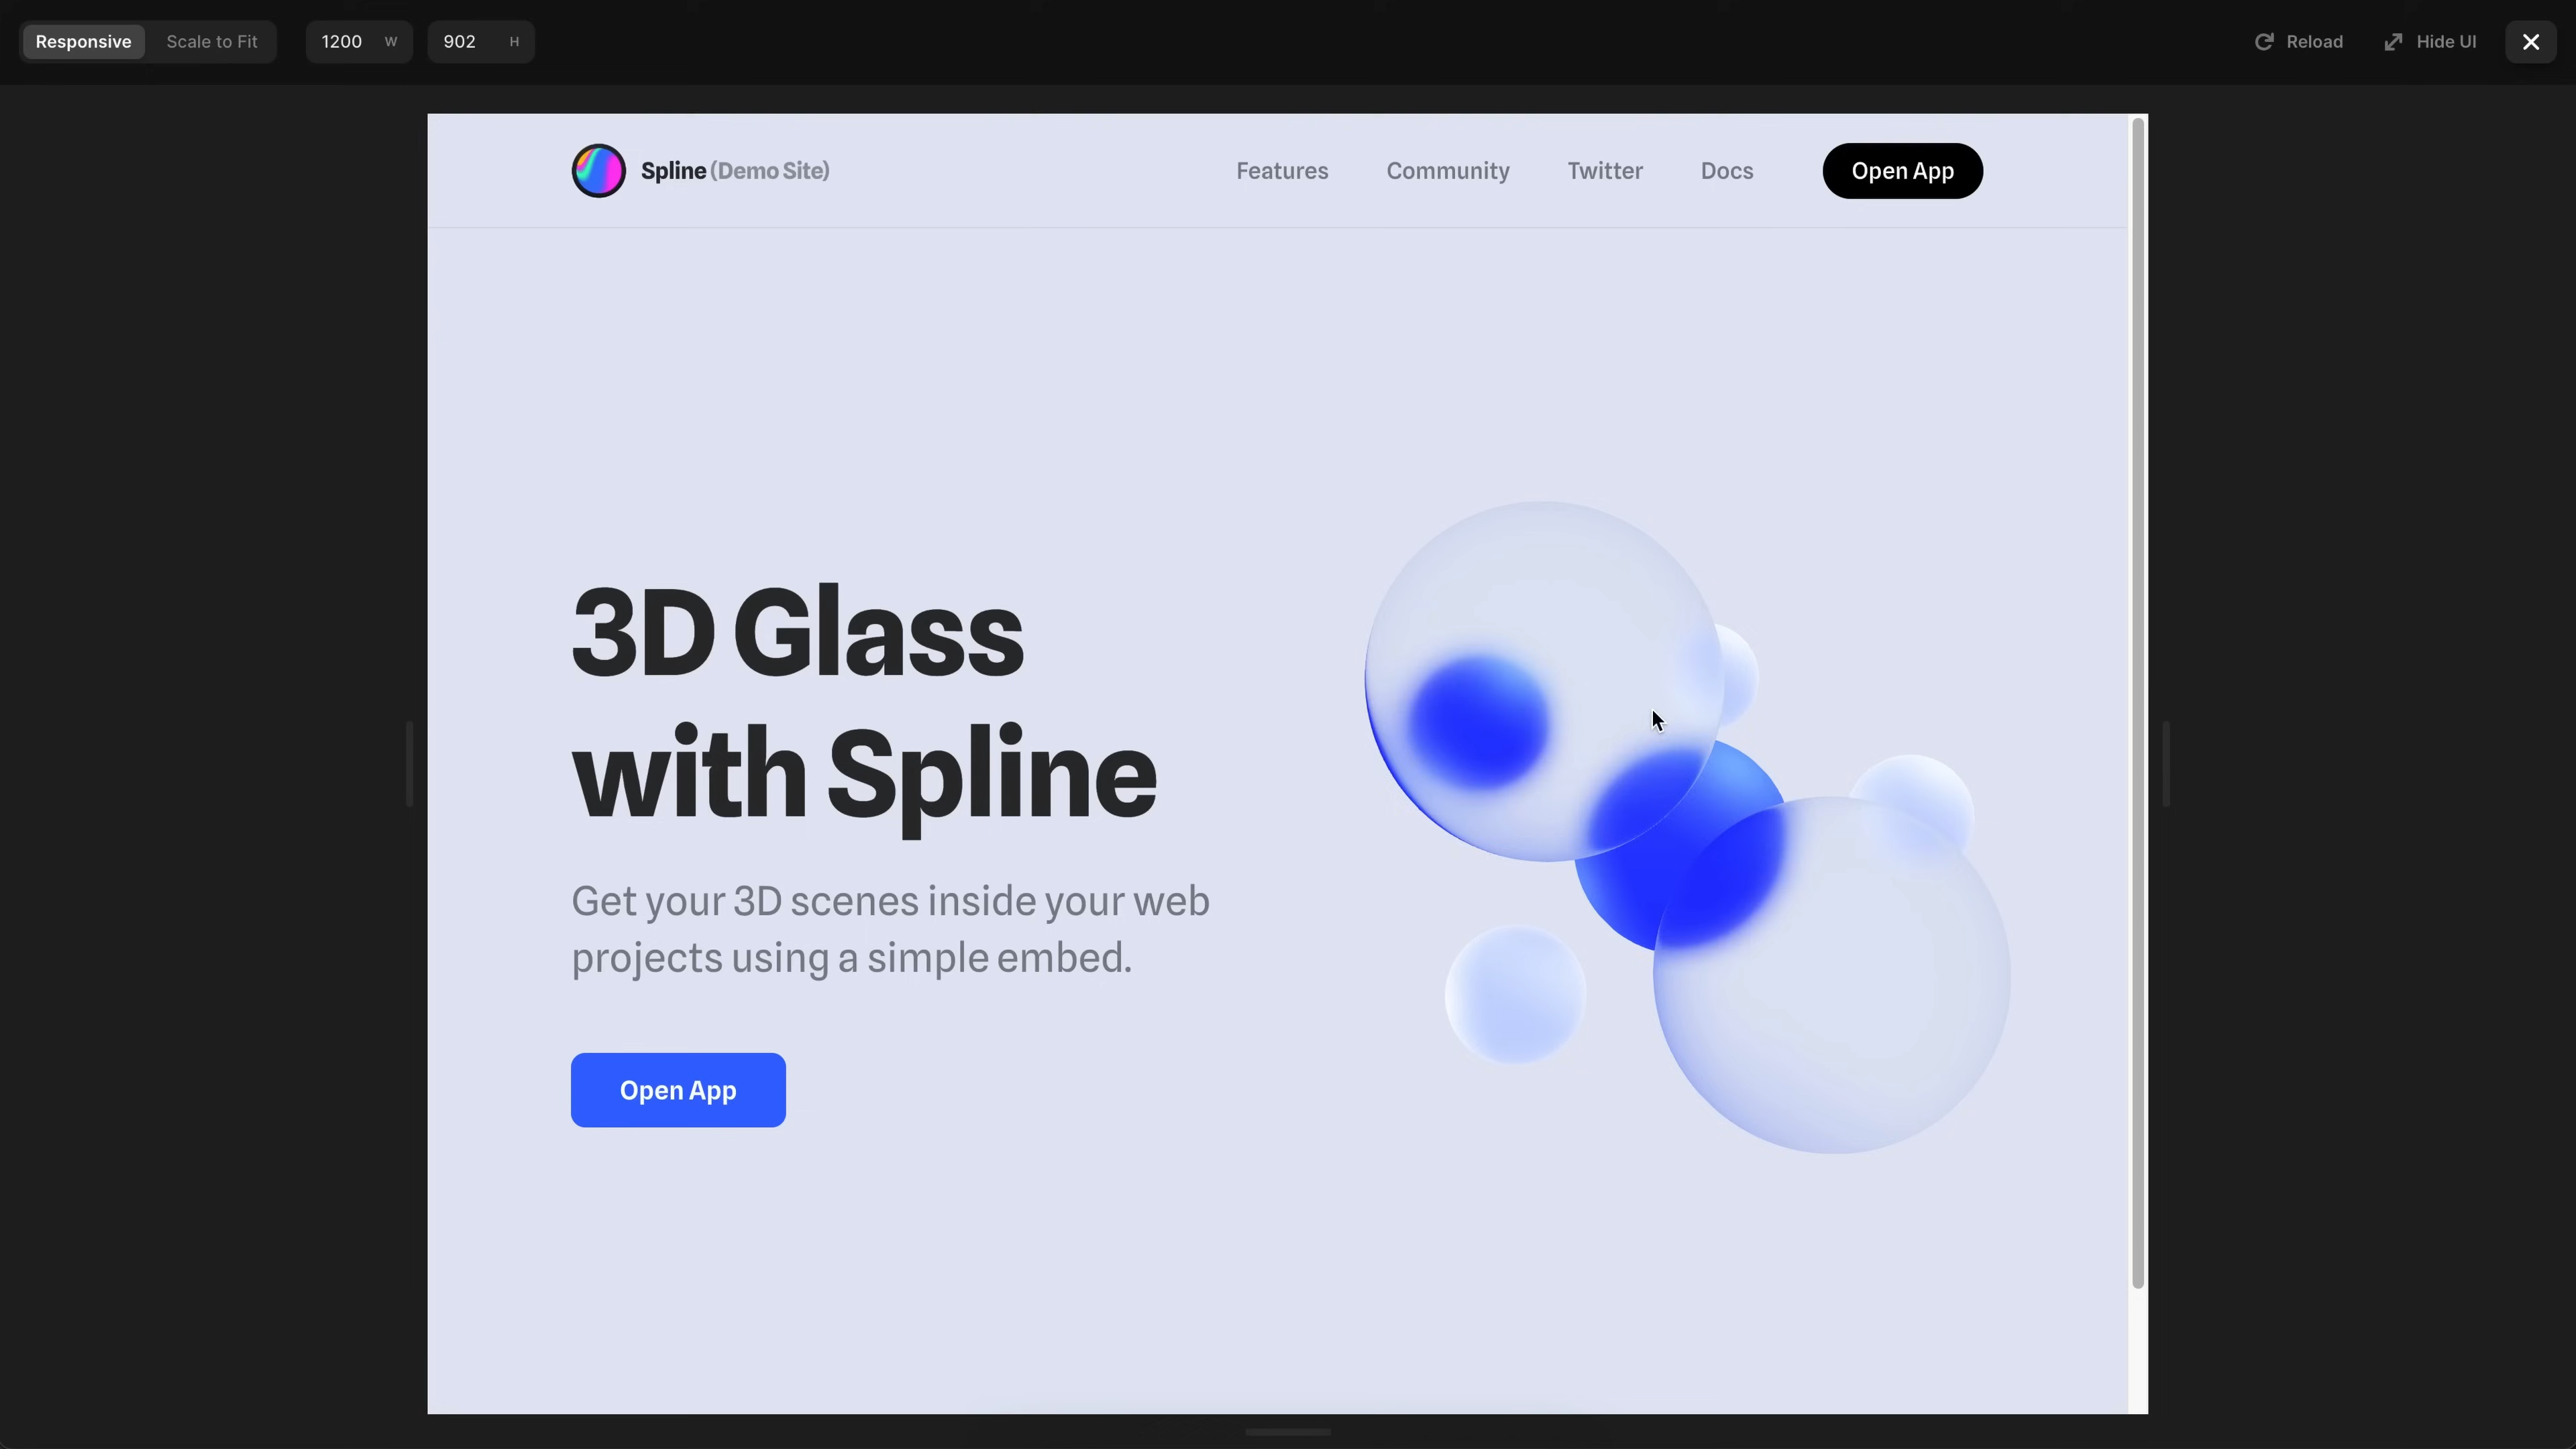 Responsive Scale to Fit 1200 W 902 H Reload Hide UI
Spline (Demo Site) Features Community Twitter Docs Open App
3D Glass
with Spline
Get your 3D scenes inside your web
projects using a simple embed.
Open App